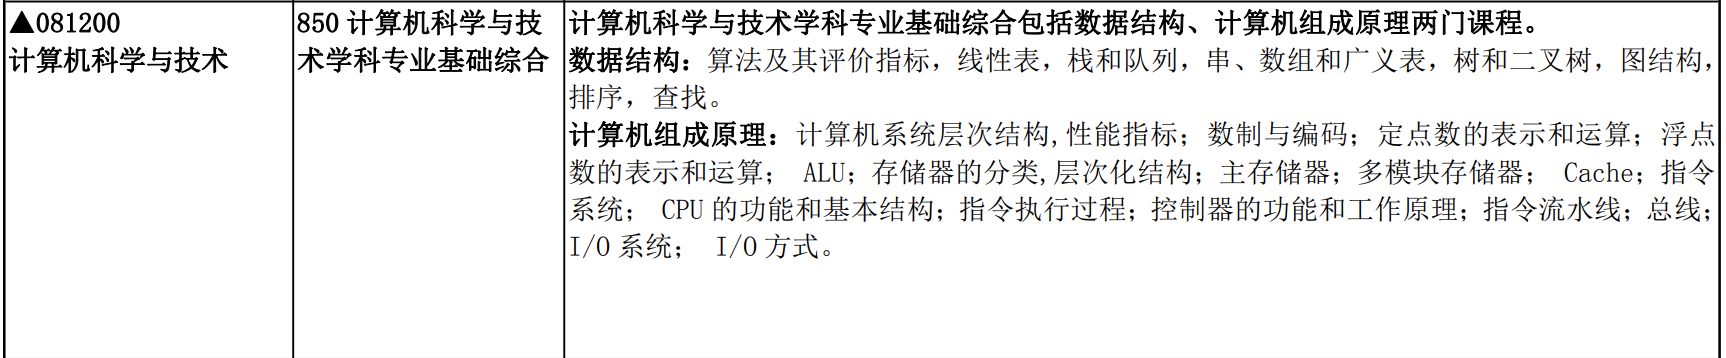 ▲081200
计算机科学与技术
850 计算机科学与技
术学科专业基础综合
计算机科学与技术学科专业基础综合包括数据结构、计算机组成原理两门课程。
数据结构：算法及其评价指标，线性表，栈和队列，串、数组和广义表，树和二叉树，图结构，
排序，查找。
计算机组成原理：计算机系统层次结构,性能指标；数制与编码；定点数的表示和运算；浮点
数的表示和运算； ALU；存储器的分类,层次化结构；主存储器；多模块存储器； Cache；指令
系统； CPU 的功能和基本结构；指令执行过程；控制器的功能和工作原理；指令流水线；总线；
I/O 系统； I/O 方式。